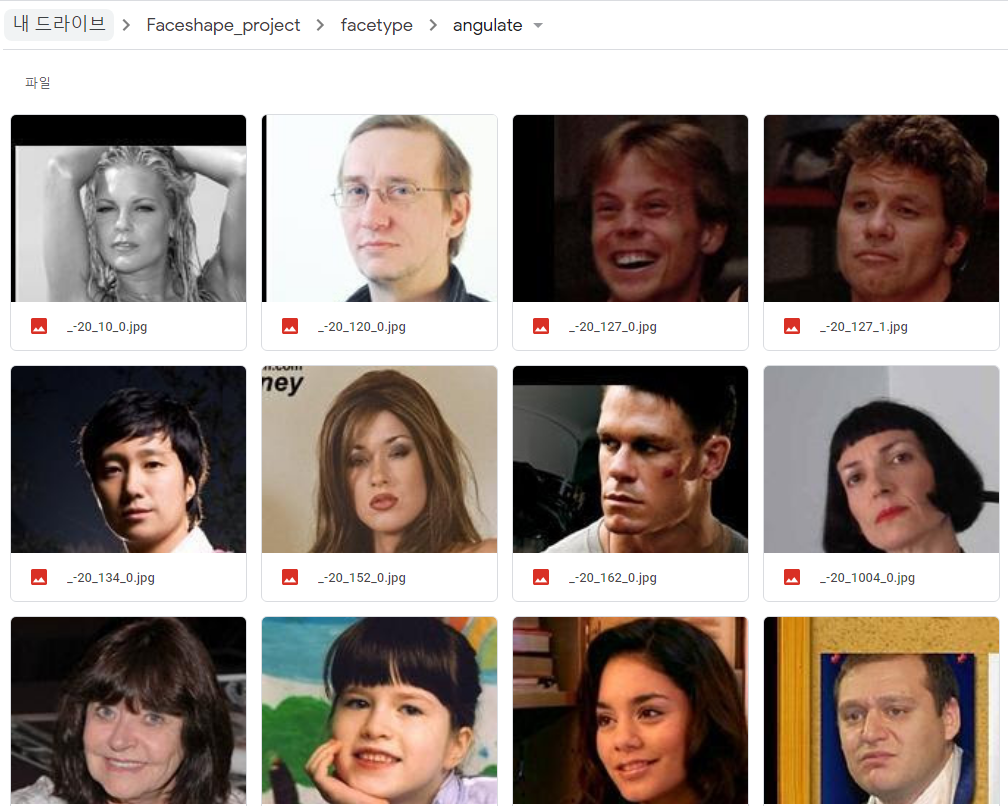 내 드라이브 > Faceshape_project > facetype > angulate
파일
_-20_10_0.jpg
_-20_120_0.jpg
_-20_127_0.jpg
_-20_127_1.jpg
ney
_-20_134_0.jpg
_-20_152_0.jpg
_-20_162_0.jpg
_-20_1004_0.jpg